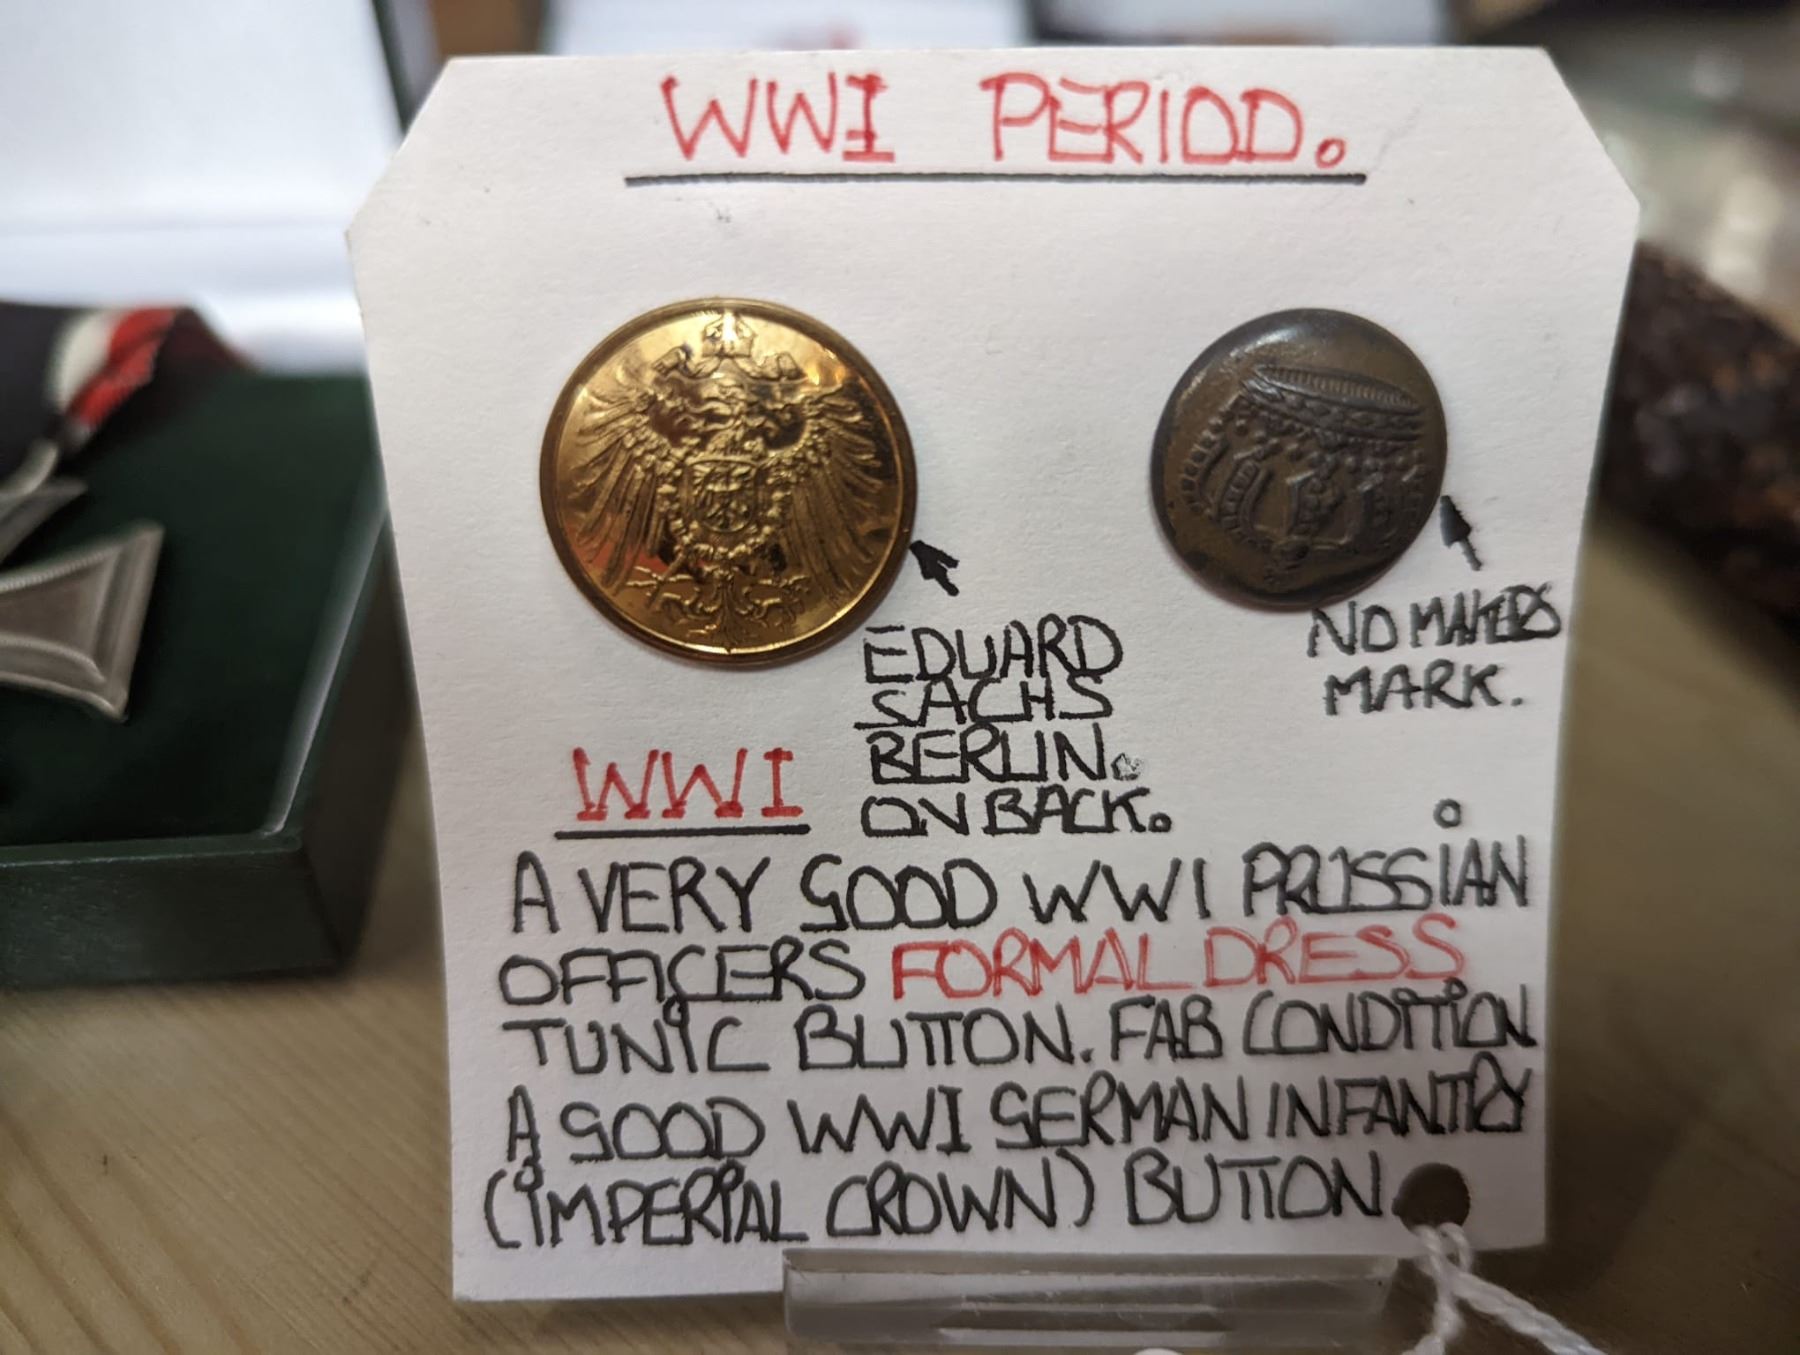 WWI PERIOD.
EDUARD
SACHS
BERLIN.
ON BACK.
NO MAKERS
MARK.
WWI
A VERY GOOD WWI PRUSSIAN
OFFICERS FORMAL DRESS
TUNIC BUTTON. FAB CONDITION
A GOOD WWI GERMAN INFANTRY
(IMPERIAL CROWN) BUTTON